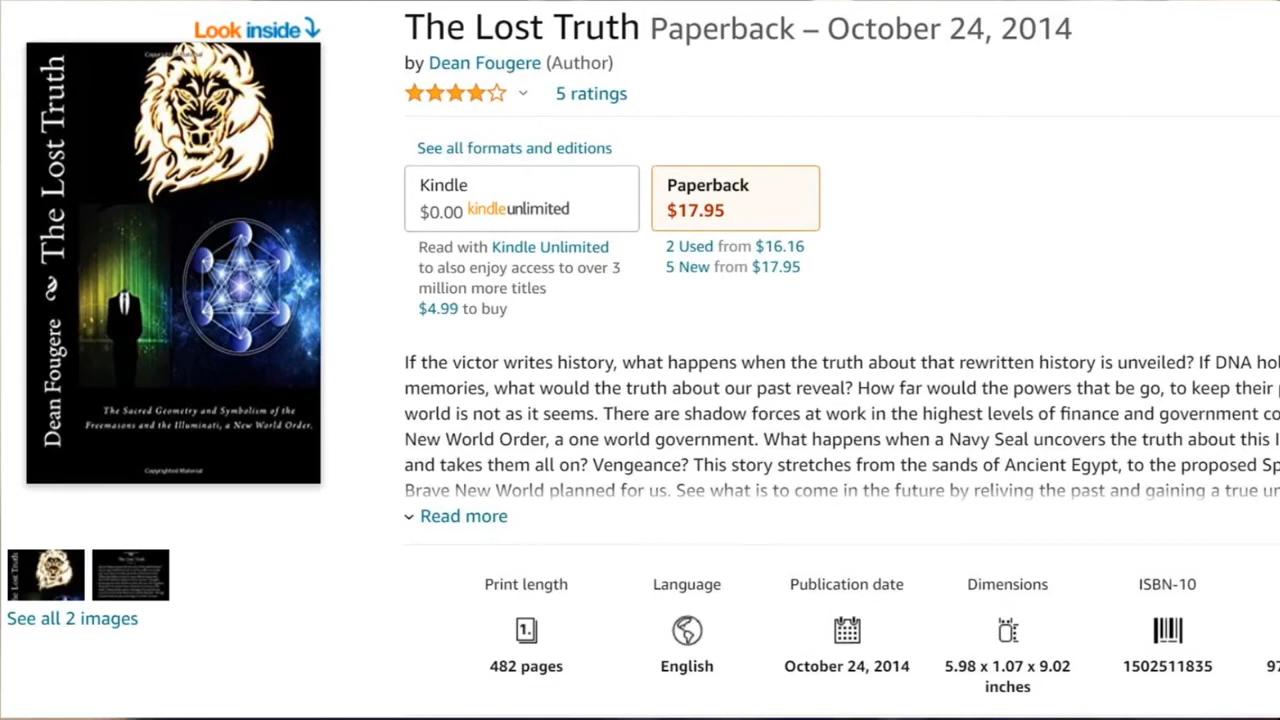 Look inside
The Lost Truth
Dean Fougere
The Sacred Geometry and Symbolism of the
Freemasons and the Illuminati, a New World Order.
Copyrighted Material
See all 2 images
The Lost Truth Paperback – October 24, 2014
by Dean Fougere (Author)
5 ratings
See all formats and editions
Kindle
$0.00 kindleunlimited
Read with Kindle Unlimited
to also enjoy access to over 3
million more titles
$4.99 to buy
Paperback
$17.95
2 Used from $16.16
5 New from $17.95
If the victor writes history, what happens when the truth about that rewritten history is unveiled? If DNA hol
memories, what would the truth about our past reveal? How far would the powers that be go, to keep their p
world is not as it seems. There are shadow forces at work in the highest levels of finance and government co
New World Order, a one world government. What happens when a Navy Seal uncovers the truth about this I
and takes them all on? Vengeance? This story stretches from the sands of Ancient Egypt, to the proposed Sp
Brave New World planned for us. See what is to come in the future by reliving the past and gaining a true un
Read more
Print length
1.
482 pages
Language
English
Publication date
October 24, 2014
Dimensions
5.98 x 1.07 x 9.02
inches
ISBN-10
1502511835
97